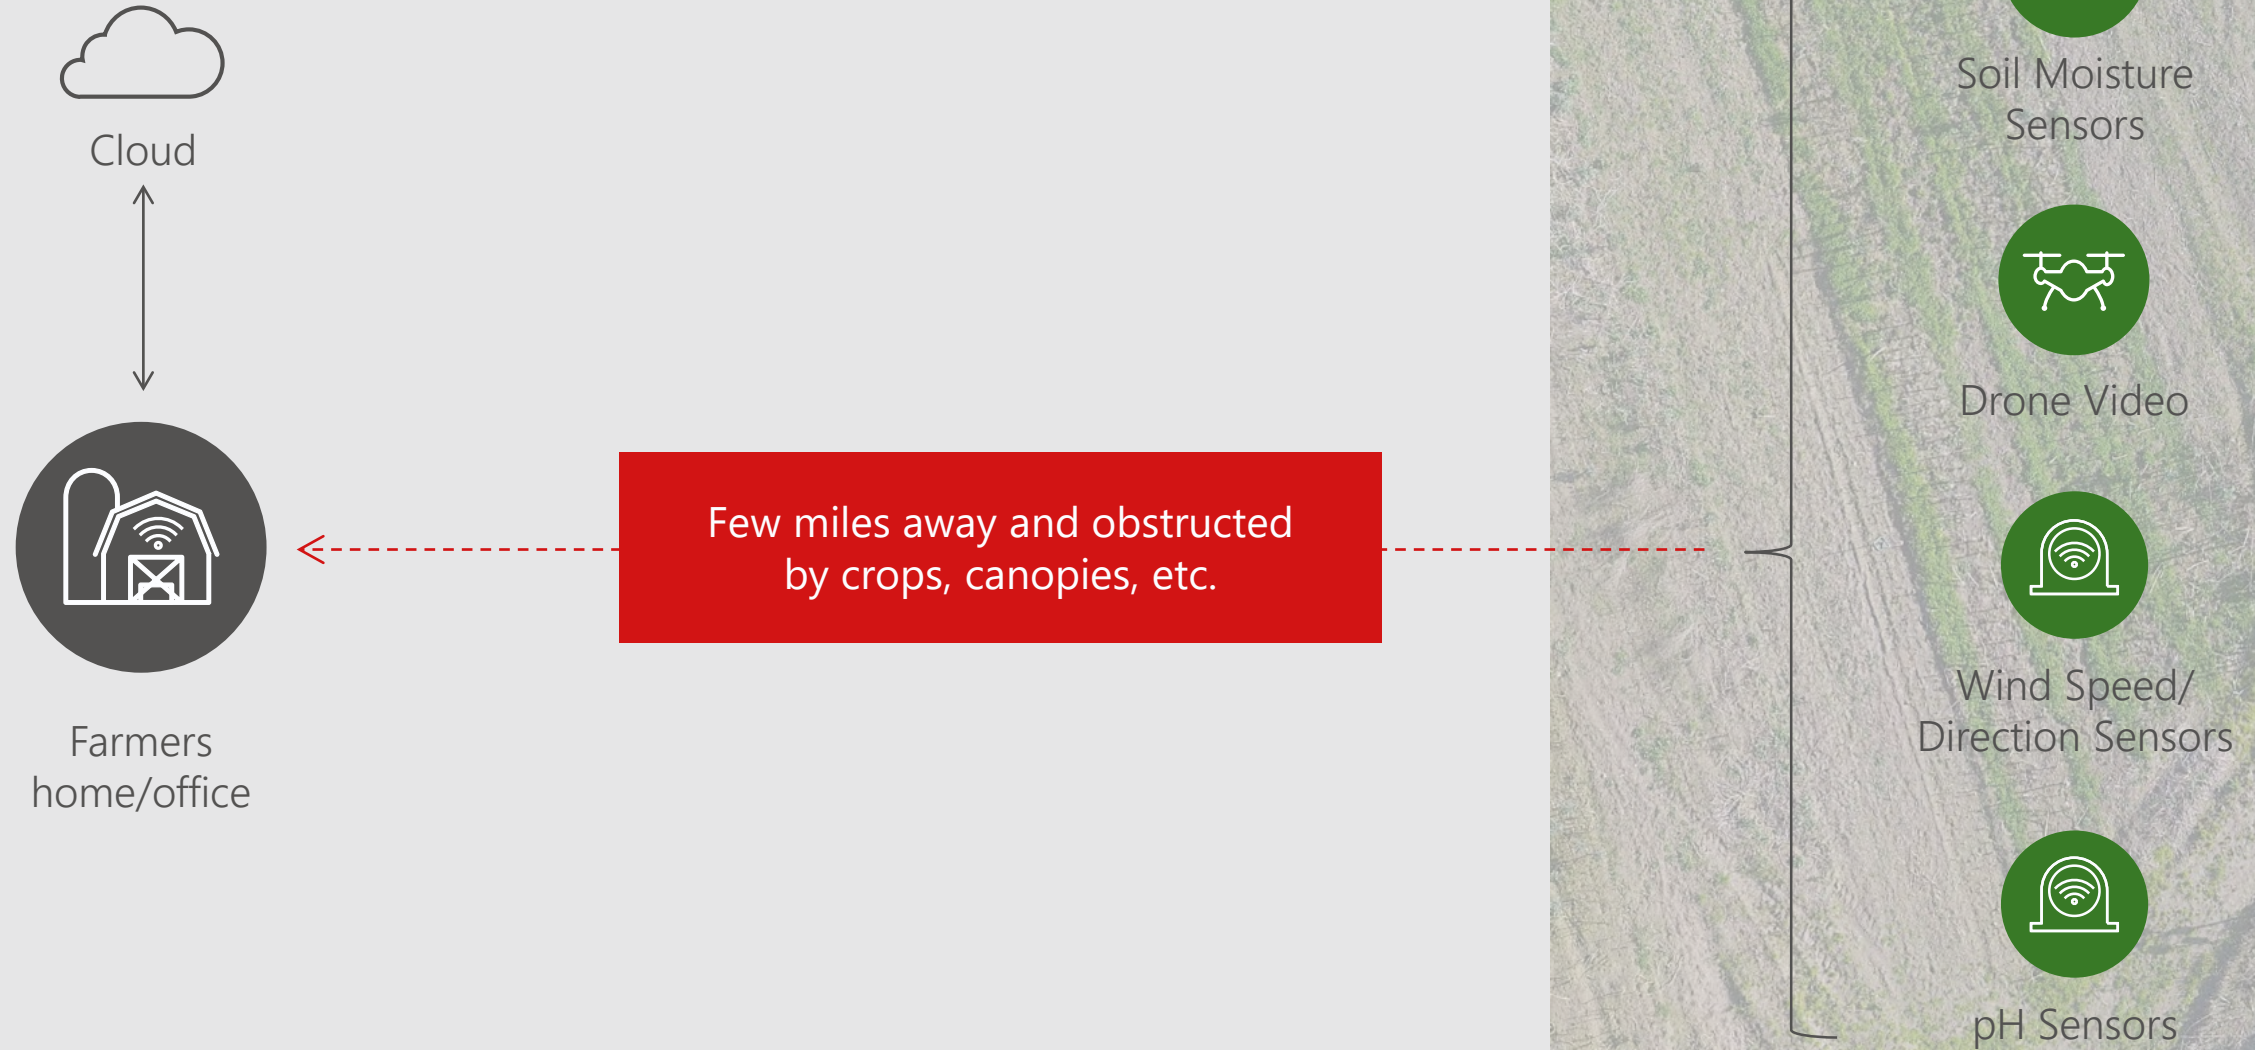 Cloud
Farmers
home/office
Few miles away and obstructed
by crops, canopies, etc.
Soil Moisture
Sensors
Drone Video
Wind Speed/
Direction Sensors
pH Sensors